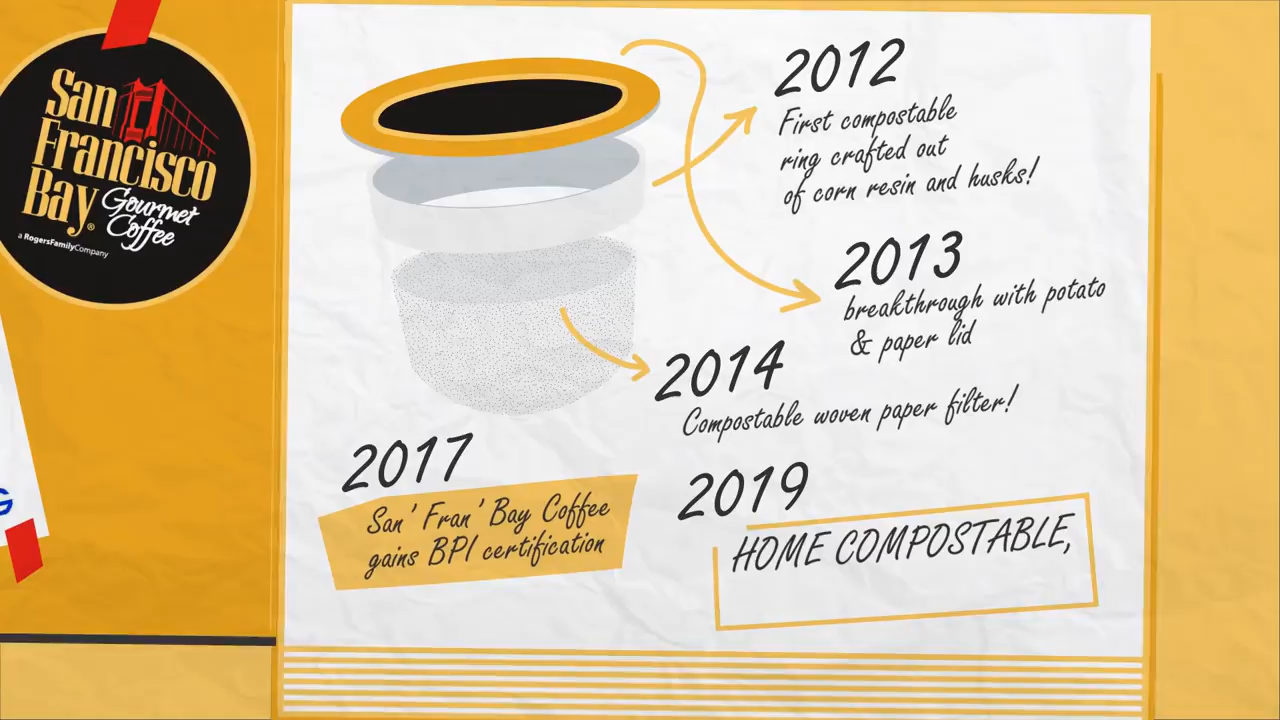 San
Francisco
Bay®
Gourmet
Coffee
a RogersFamilyCompany
G
2012
First compostable
ring crafted out
of corn resin and husks!
2013
breakthrough with potato
& paper lid
2014
Compostable woven paper filter!
2017
San' Fran' Bay Coffee
gains BPI certification
2019
HOME COMPOSTABLE,